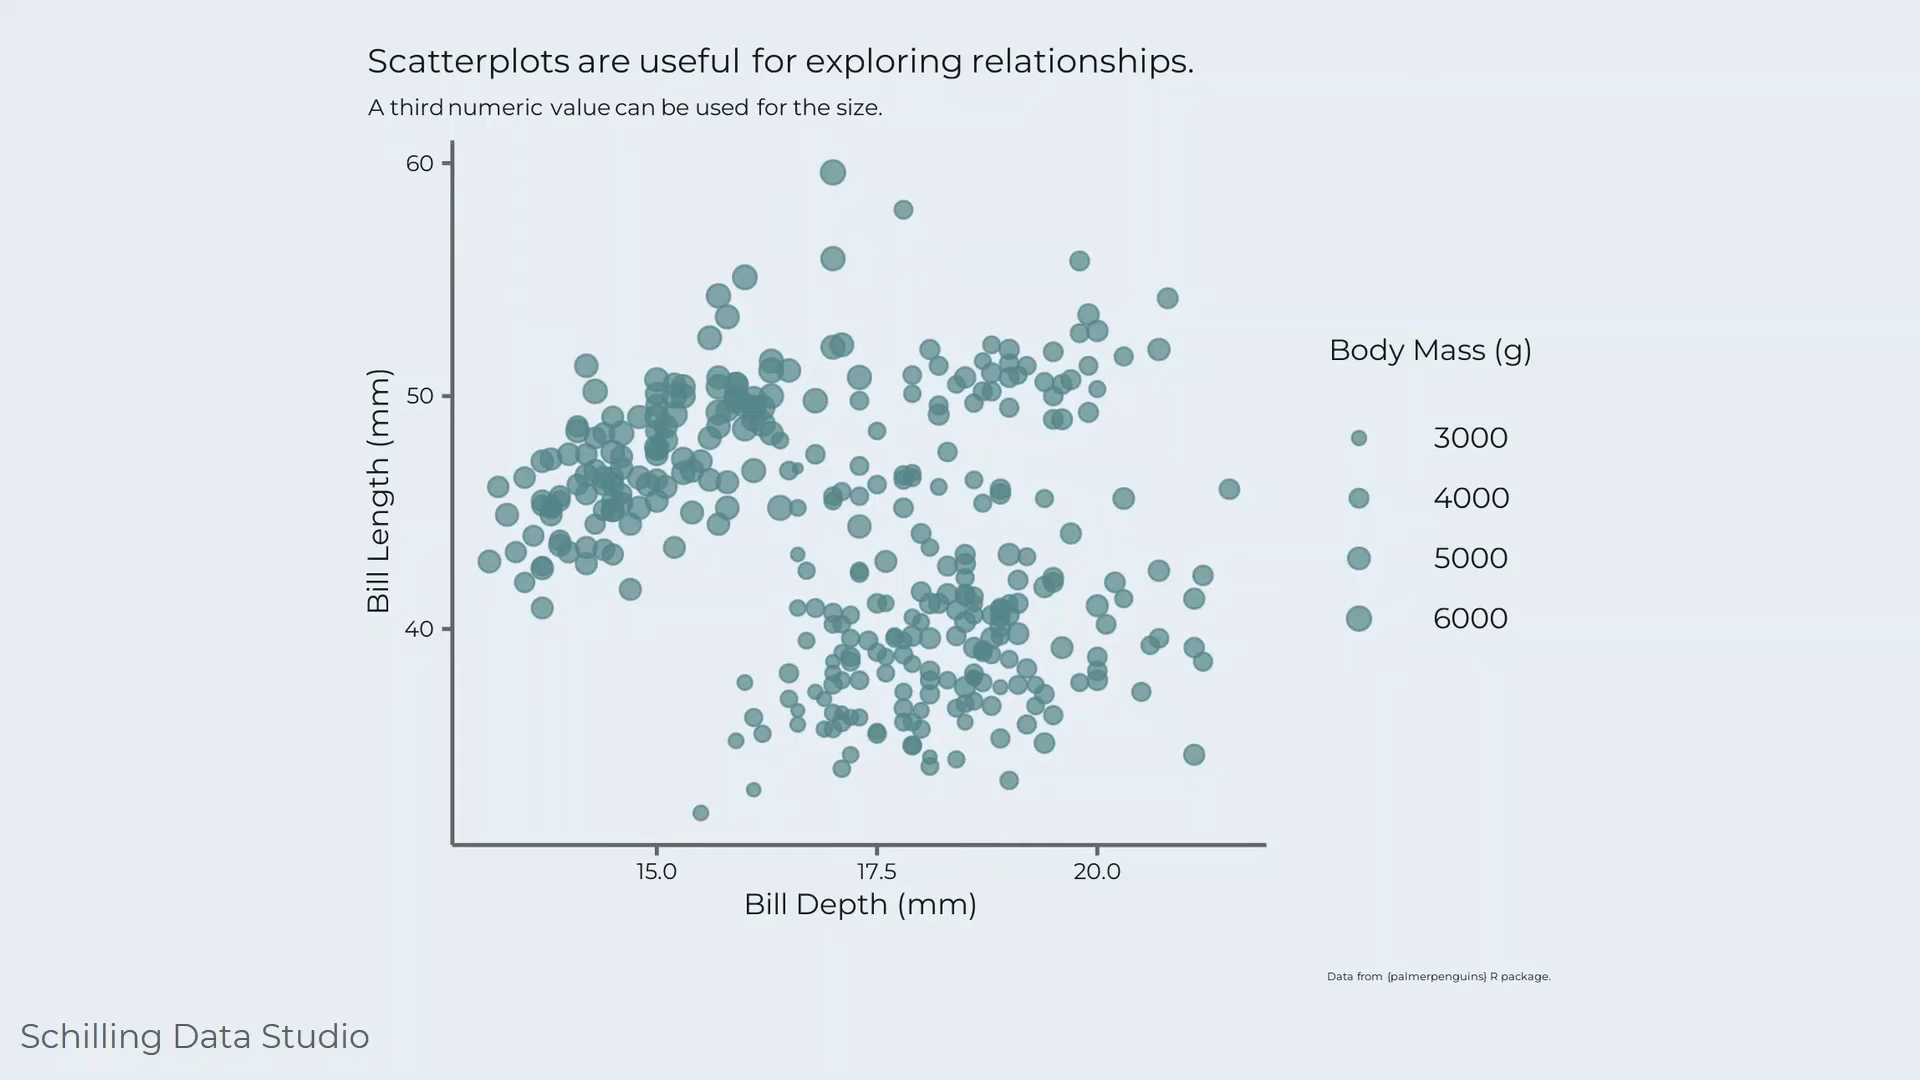 Scatterplots are useful for exploring relationships.
A third numeric value can be used for the size.
60
50
40
Bill Length (mm)
15.0 17.5 20.0
Bill Depth (mm)
Body Mass (g)
3000
4000
5000
6000
Data from {palmerpenguins} R package.
Schilling Data Studio